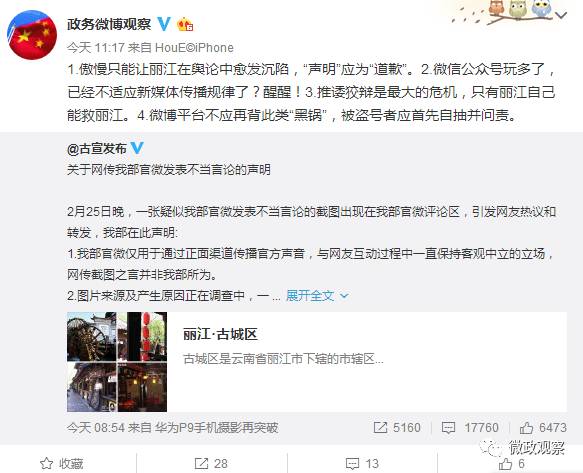 政务微博观察
今天 11:17 来自 HouE©iPhone
1.傲慢只能让丽江在舆论中愈发沉陷，“声明”应为“道歉”。2.微信公众号玩多了，
已经不适应新媒体传播规律了？醒醒！3.推诿狡辩是最大的危机，只有丽江自己
能救丽江。4.微博平台不应再背此类“黑锅”，被盗号者应首先自抽并问责。
@古宣发布
关于网传我部官微发表不当言论的声明
2月25日晚，一张疑似我部官微发表不当言论的截图出现在我部官微评论区，引发网友热议和
转发，我部在此声明:
1.我部官微仅用于通过正面渠道传播官方声音，与网友互动过程中一直保持客观中立的立场，
网传截图之言并非我部所为。
2.图片来源及产生原因正在调查中，一 ... 展开全文
丽江·古城区
古城区是云南省丽江市下辖的市辖区...
今天 08:54 来自 华为P9手机摄影再突破 5160 17760 6473
微政观察
收藏 28 13 6